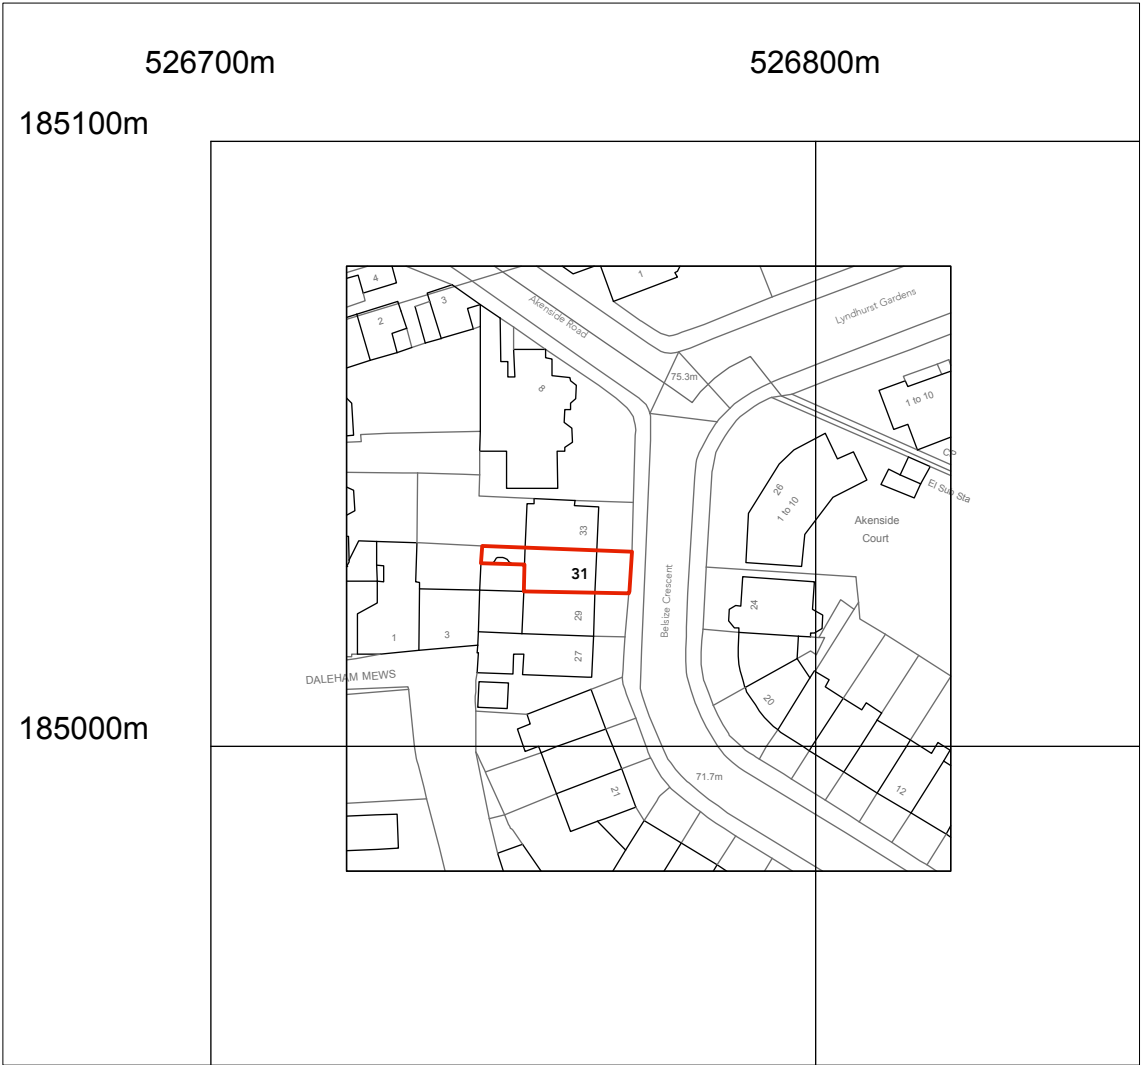 526700m
526800m
185100m
4
3
2
1
Akenside Road
Lyndhurst Gardens
75.3m
8
1 to 10
CP
El Sub Sta
26
1 to 10
Akenside
Court
33
31
Belsize Crescent
24
29
1
3
27
DALEHAM MEWS
20
185000m
71.7m
21
12